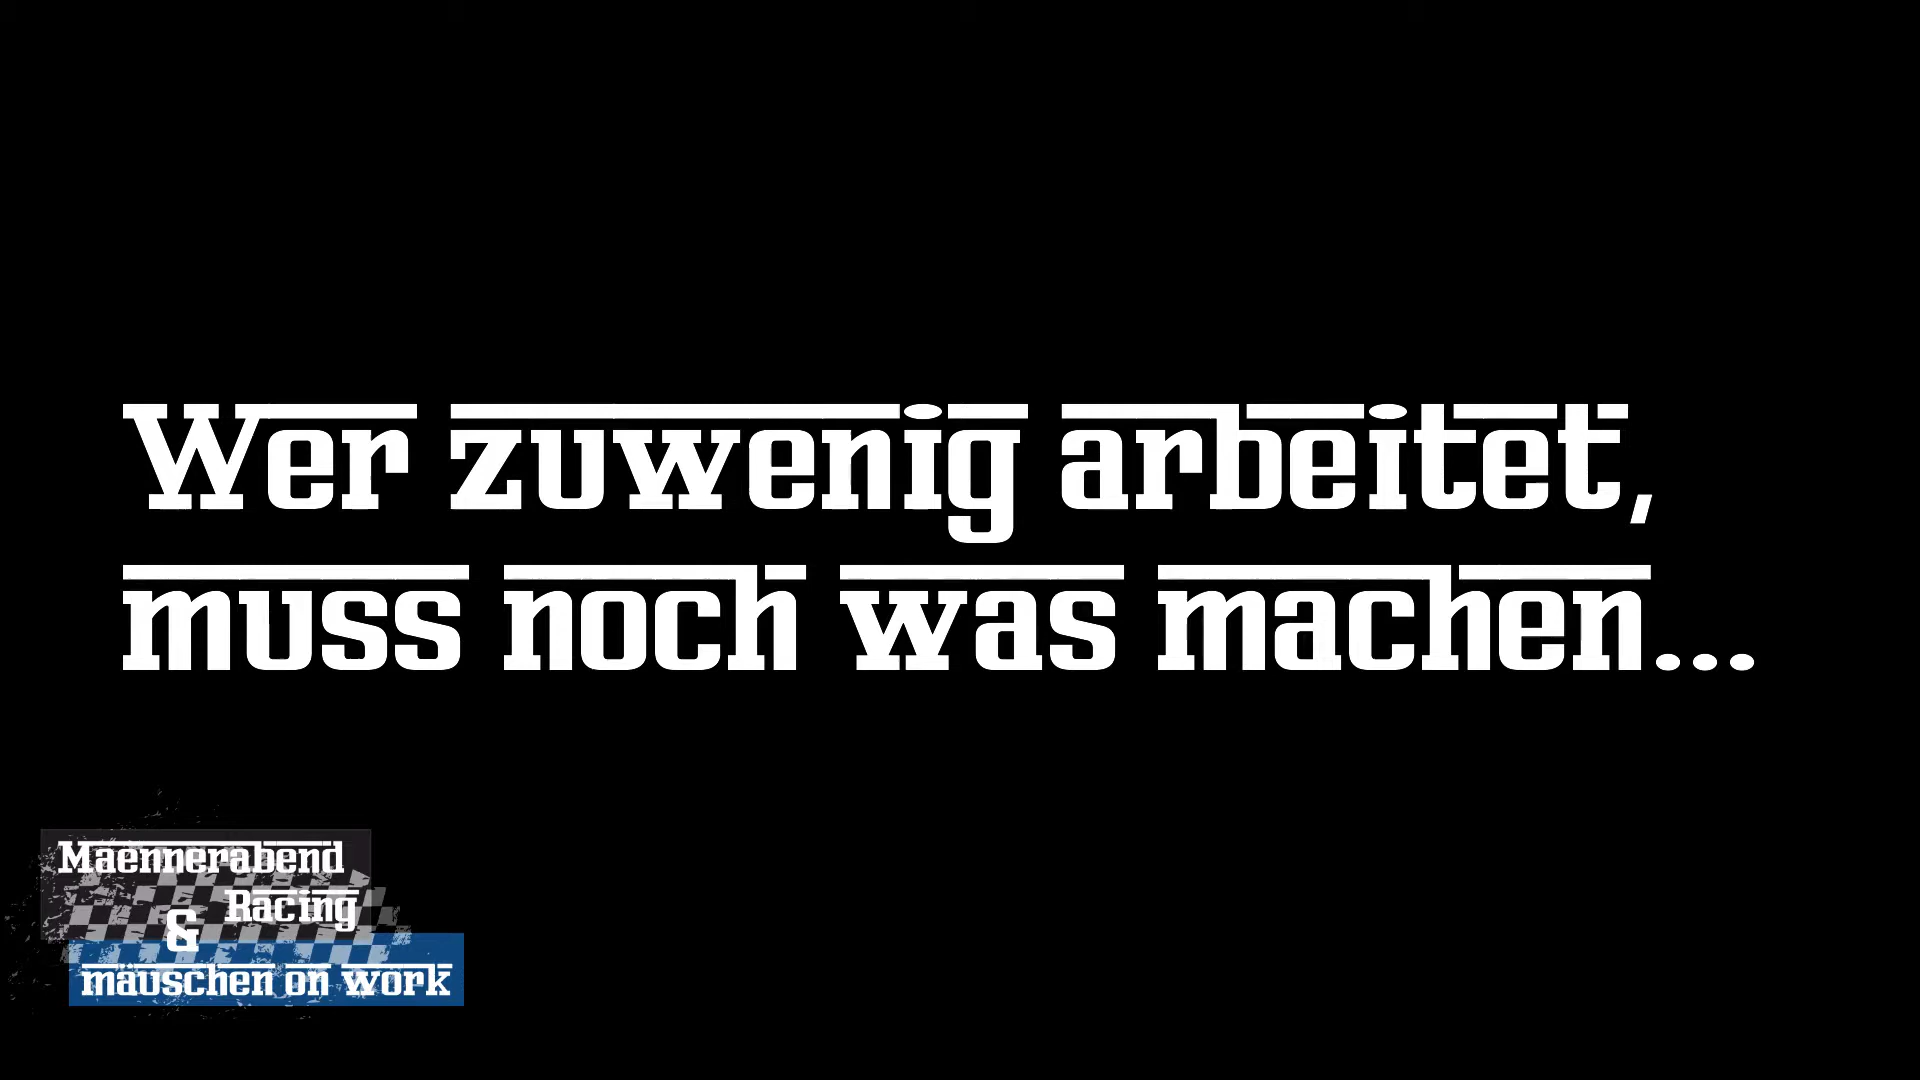 Wer zuwenig arbeitet,
muss noch was machen...
Maennerabend
Racing
&
mäuschen on work